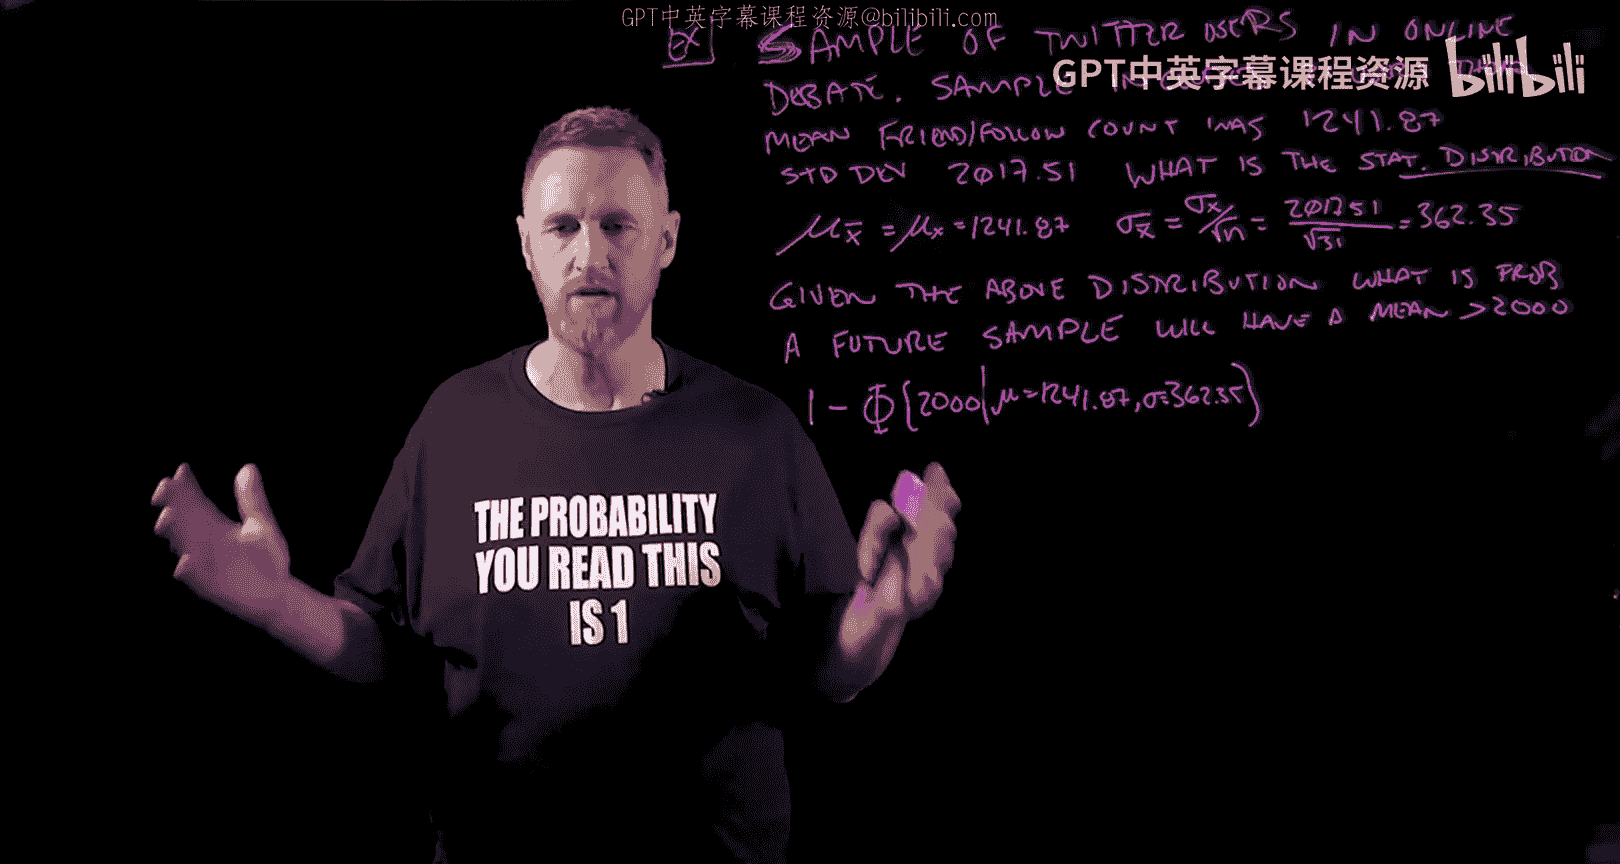 GPT中英字幕课程资源@bilibili.com
EX SAMPLE OF TWITTER USERS IN ONLINE
GPT中英字幕课程资源 bilibili
DEBATE. SAMPLE
MEAN FRIEND/FOLLOW COUNT WAS 1241.87
STD DEV 2017.51 WHAT IS THE STAT. DISTRIBUTION
μx̄ = μx = 1241.87 σx̄ = σx/√n = 2017.51/√31 = 362.35
GIVEN THE ABOVE DISTRIBUTION WHAT IS PROB
A FUTURE SAMPLE WILL HAVE A MEAN >2000
1 - Φ(2000|μ=1241.87, σ=362.35)
THE PROBABILITY
YOU READ THIS
IS 1